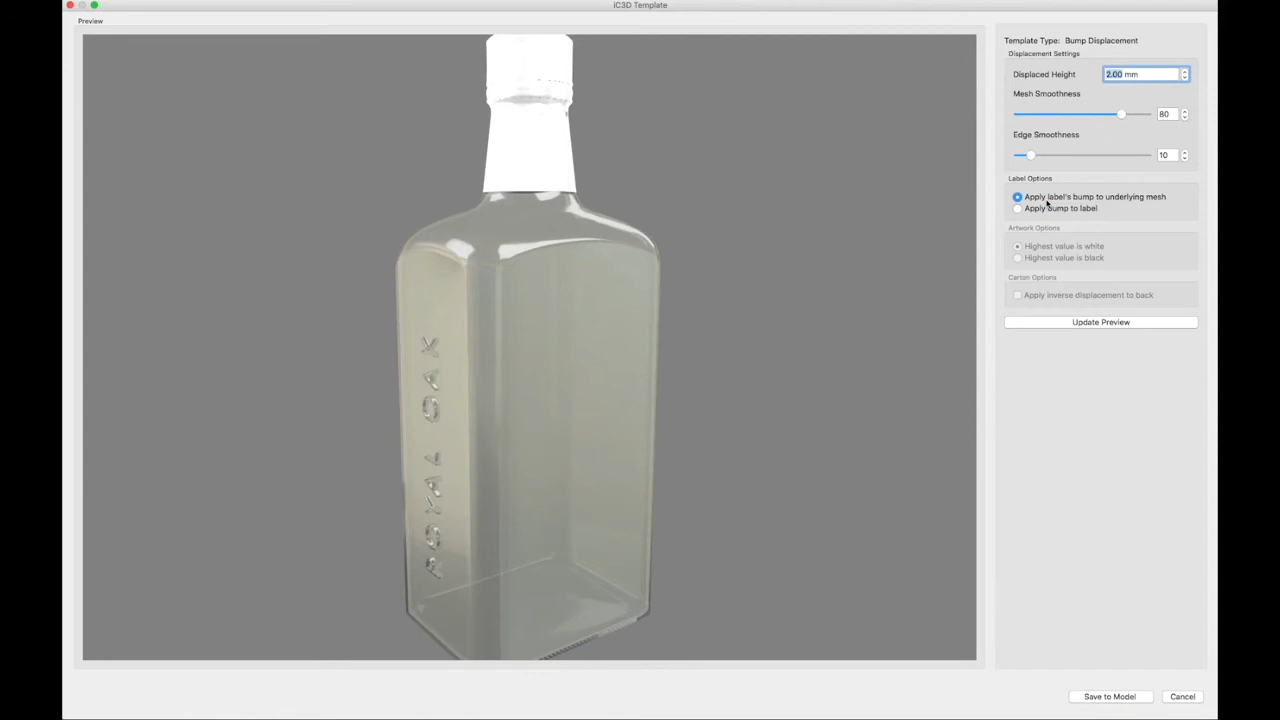 iC3D Template
Preview
Template Type: Bump Displacement
Displacement Settings
Displaced Height 2.00 mm
Mesh Smoothness
80
Edge Smoothness
10
Label Options
Apply label's bump to underlying mesh
Apply bump to label
Artwork Options
Highest value is white
Highest value is black
Carton Options
Apply inverse displacement to back
Update Preview
ROYAL OAK
Save to Model Cancel